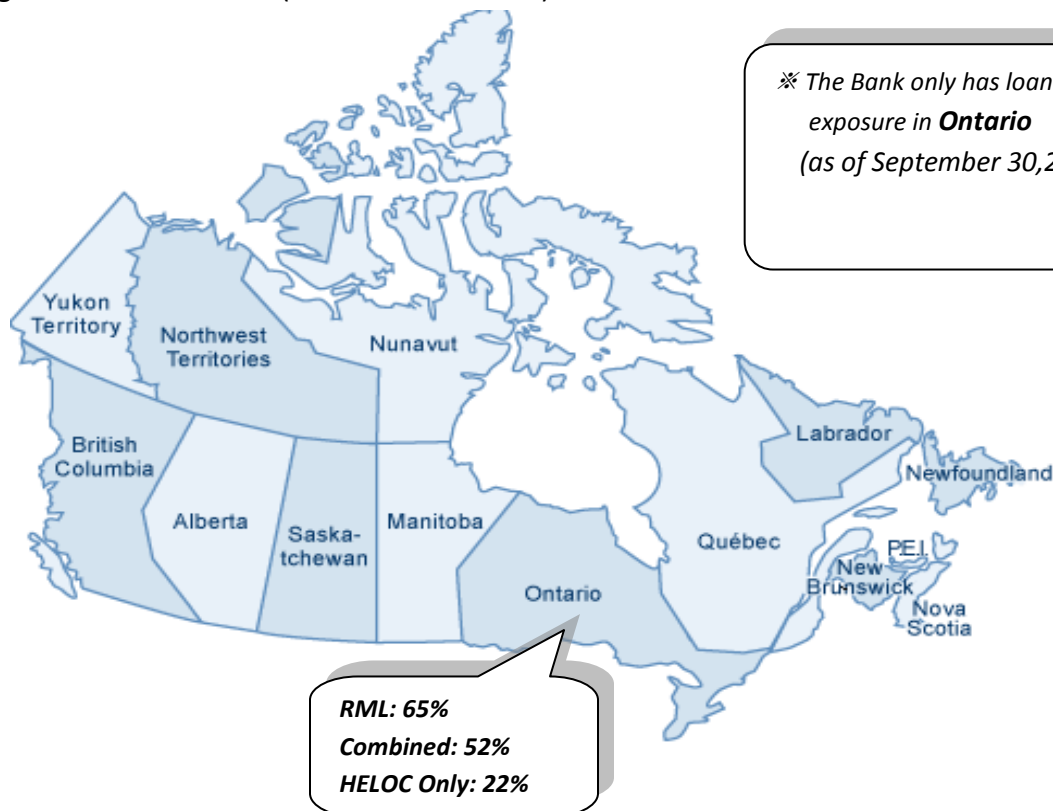 ※ The Bank only has loan
exposure in Ontario
(as of September 30,2
Yukon
Territory
Northwest
Territories
Nunavut
British
Columbia
Alberta
Saska-
tchewan
Manitoba
Ontario
Québec
Labrador
Newfoundland
P.E.I.
New
Brunswick
Nova
Scotia
RML: 65%
Combined: 52%
HELOC Only: 22%